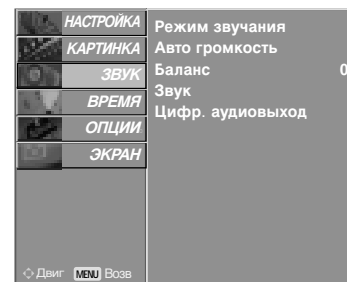 НАСТРОЙКА
КАРТИНКА
ЗВУК
ВРЕМЯ
ОПЦИИ
ЭКРАН
Режим звучания
Авто громкость
Баланс 0
Звук
Цифр. аудиовыход
Двиг MENU Возв